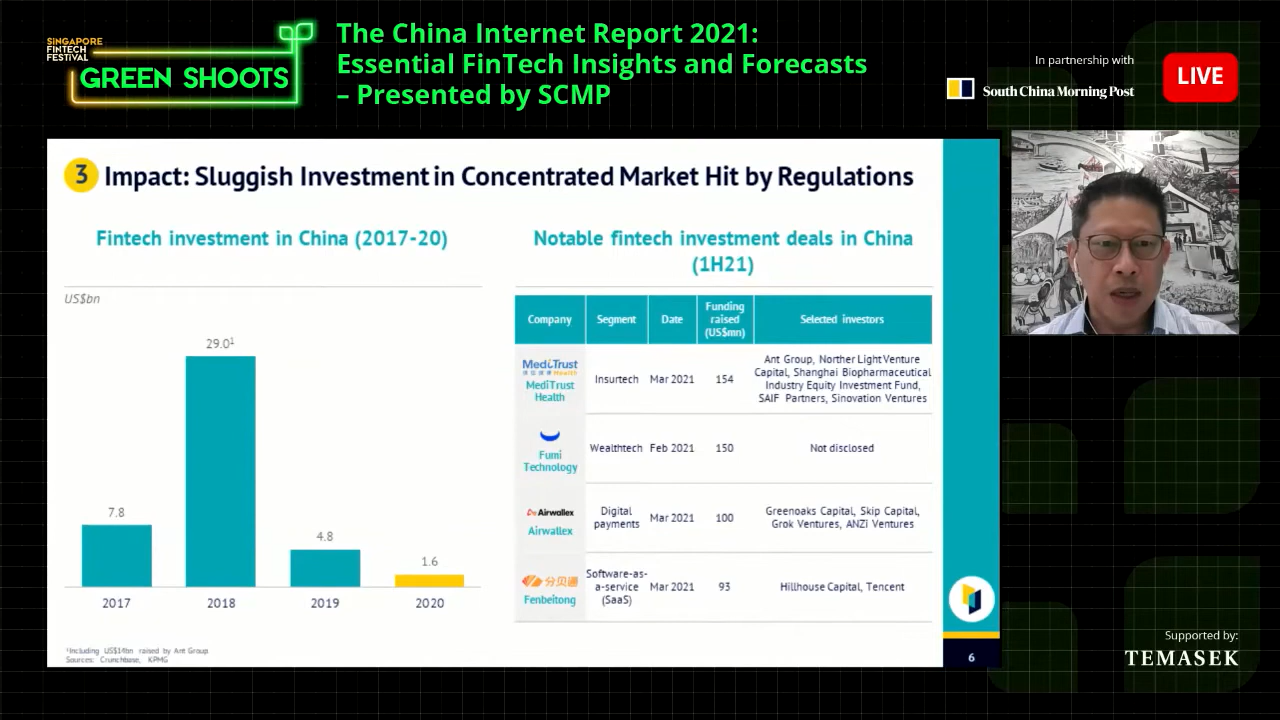 SINGAPORE
FINTECH
FESTIVAL
GREEN SHOOTS
The China Internet Report 2021:
Essential FinTech Insights and Forecasts
– Presented by SCMP
In partnership with
South China Morning Post
LIVE
3 Impact: Sluggish Investment in Concentrated Market Hit by Regulations
Fintech investment in China (2017-20)
US$bn
29.0¹
7.8
4.8
1.6
2017 2018 2019 2020
¹Including US$14bn raised by Ant Group
Sources: Crunchbase, KPMG
Notable fintech investment deals in China
(1H21)
Company Segment Date Funding raised (US$mn) Selected investors
MediTrust
Health
MediTrust
Health
Insurtech Mar 2021 154
Ant Group, Norther Light Venture
Capital, Shanghai Biopharmaceutical
Industry Equity Investment Fund,
SAIF Partners, Sinovation Ventures
Fumi
Technology
Wealthtech Feb 2021 150 Not disclosed
Airwallex
Airwallex
Digital
payments
Mar 2021 100
Greenoaks Capital, Skip Capital,
Grok Ventures, ANZi Ventures
分贝通
Fenbeitong
Software-as-
a-service
(SaaS)
Mar 2021 93 Hillhouse Capital, Tencent
6
Supported by:
TEMASEK